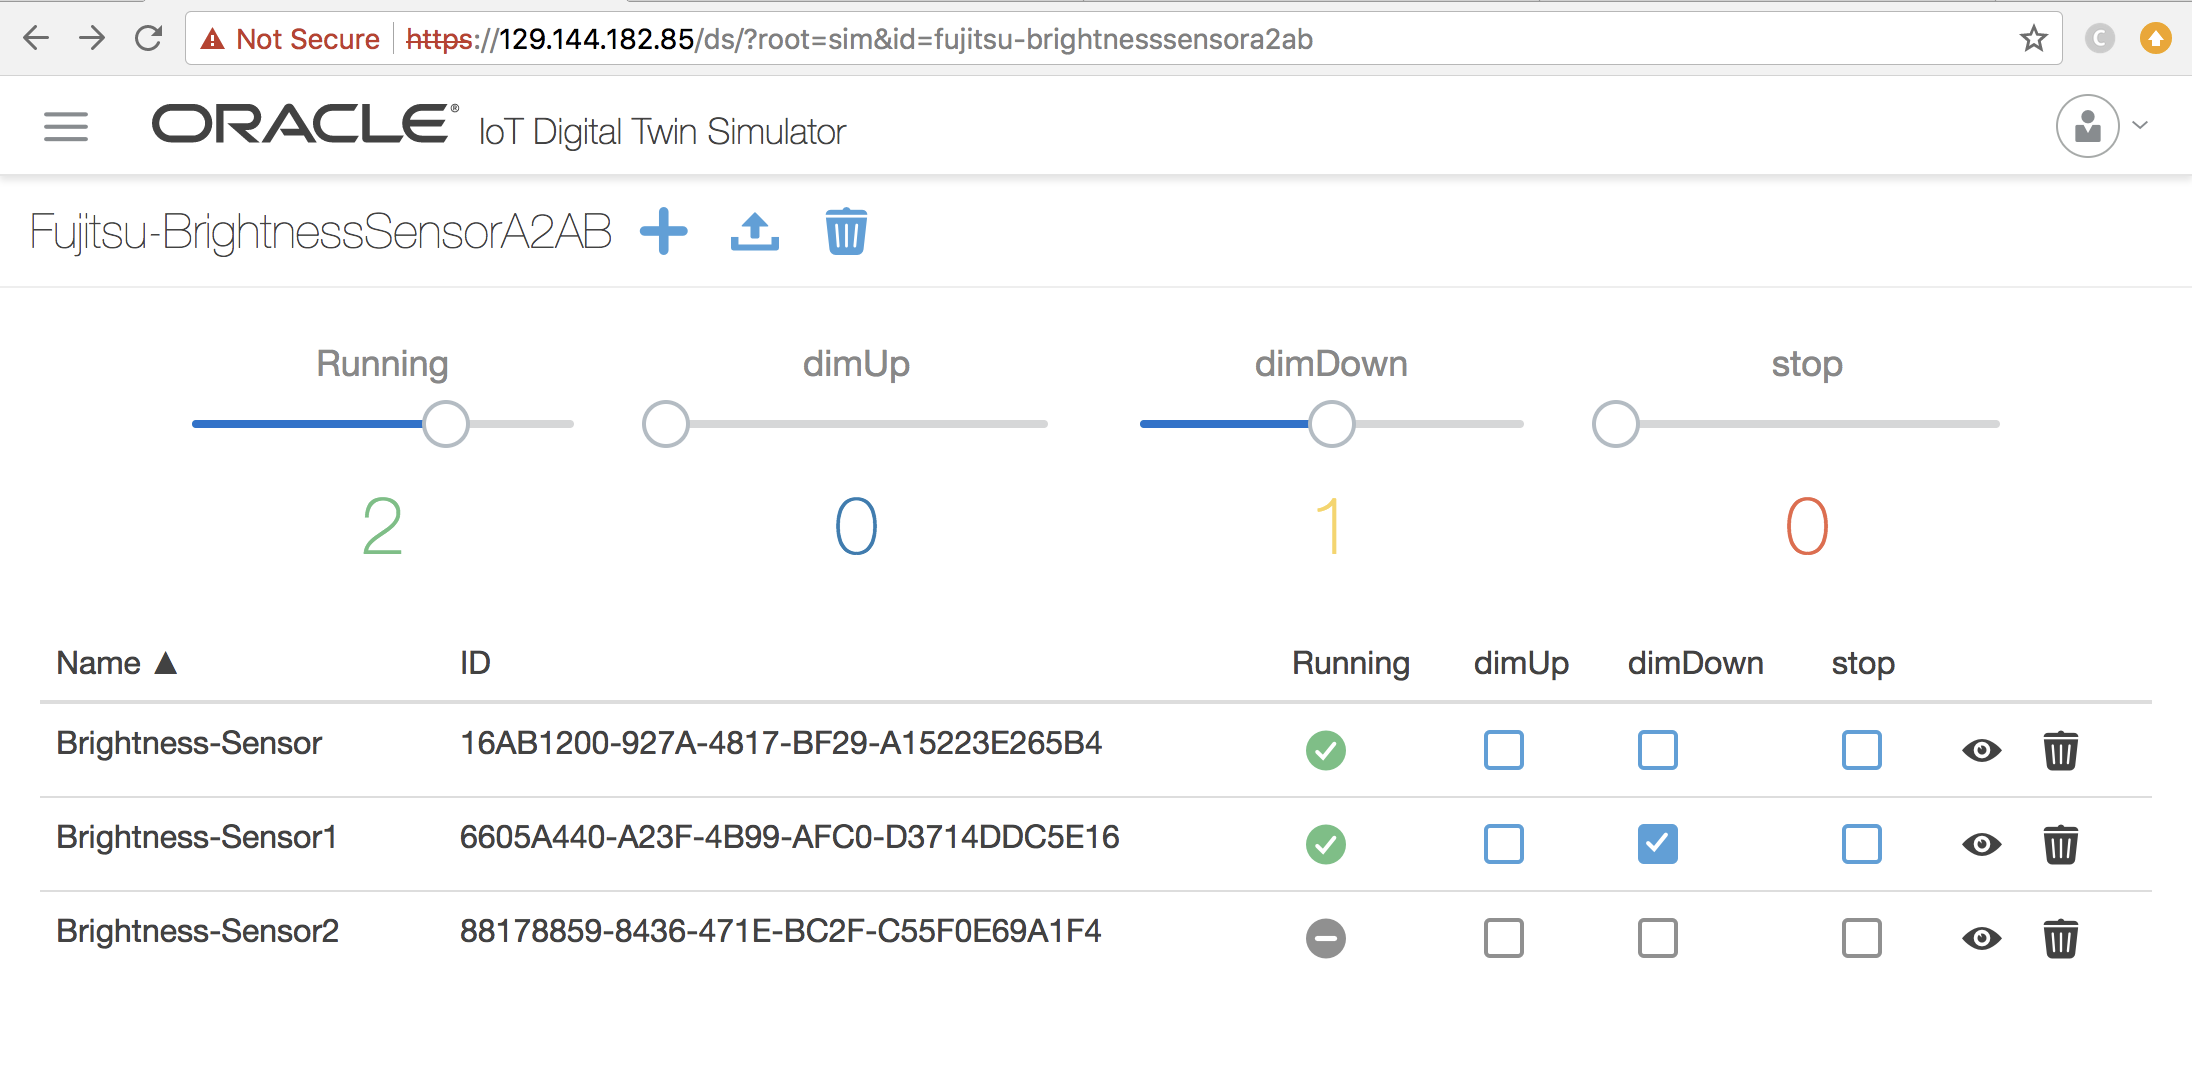 Not Secure https://129.144.182.85/ds/?root=sim&id=fujitsu-brightnesssensora2ab C
ORACLE® IoT Digital Twin Simulator
Fujitsu-BrightnessSensorA2AB
Running dimUp dimDown stop
2 0 1 0
Name ▲ ID Running dimUp dimDown stop
Brightness-Sensor 16AB1200-927A-4817-BF29-A15223E265B4
Brightness-Sensor1 6605A440-A23F-4B99-AFC0-D3714DDC5E16
Brightness-Sensor2 88178859-8436-471E-BC2F-C55F0E69A1F4